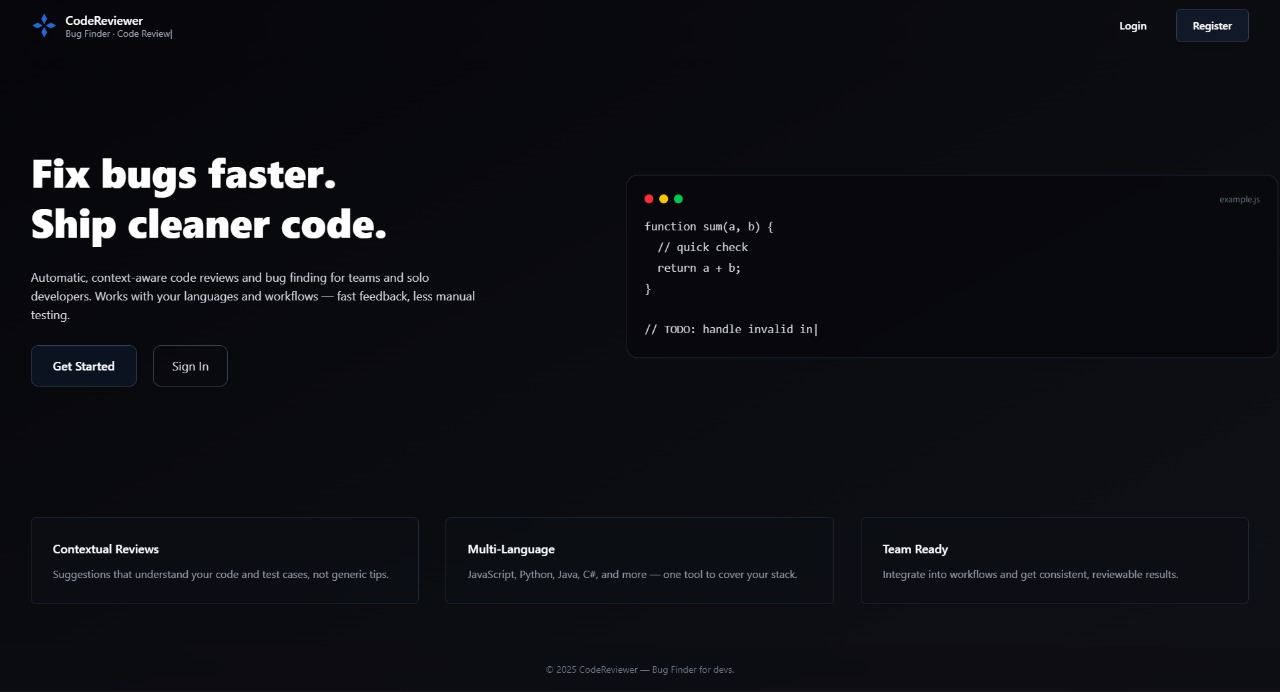 CodeReviewer
Bug Finder · Code Review|
Login
Register
Fix bugs faster.
Ship cleaner code.
Automatic, context-aware code reviews and bug finding for teams and solo
developers. Works with your languages and workflows — fast feedback, less manual
testing.
Get Started
Sign In
example.js
function sum(a, b) {
  // quick check
  return a + b;
}
// TODO: handle invalid in|
Contextual Reviews
Suggestions that understand your code and test cases, not generic tips.
Multi-Language
JavaScript, Python, Java, C#, and more — one tool to cover your stack.
Team Ready
Integrate into workflows and get consistent, reviewable results.
© 2025 CodeReviewer — Bug Finder for devs.